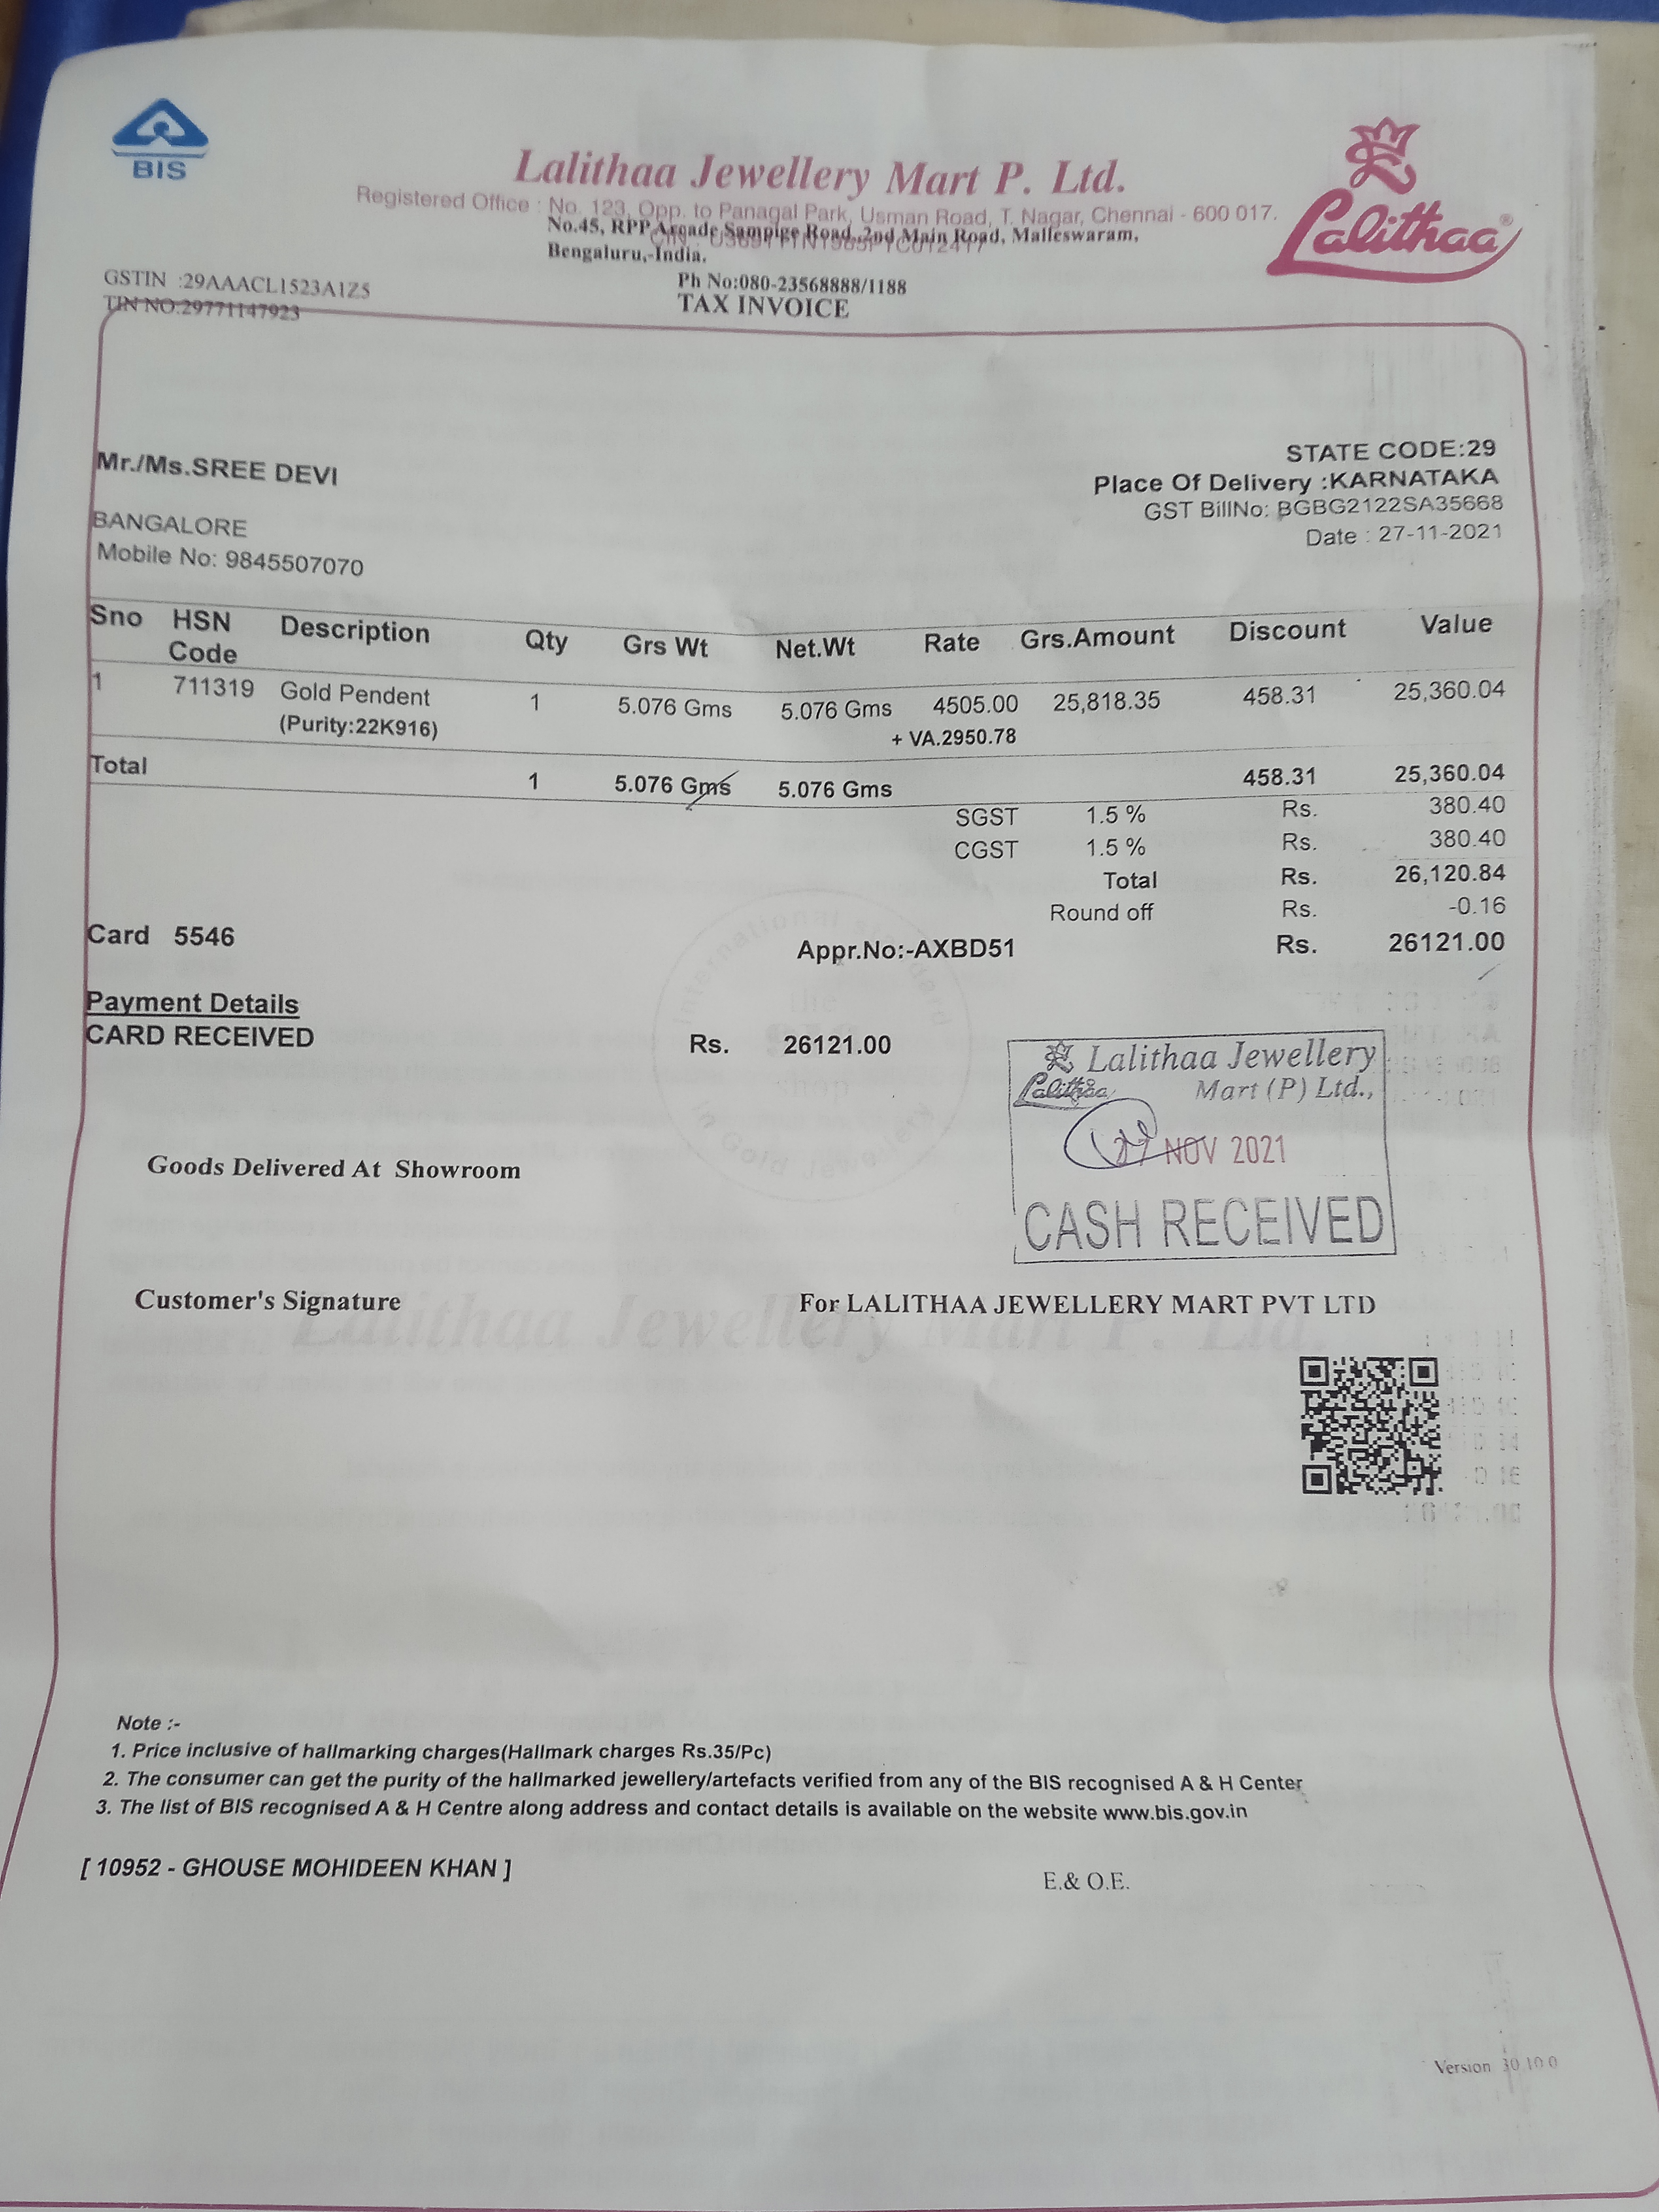 BIS
Lalithaa Jewellery Mart P. Ltd.
Registered Office : No. 123, Opp. to Panagal Park, Usman Road, T. Nagar, Chennai - 600 017.
No.45, RPP Arcade Sampige Road, 2nd Main Road, Malleswaram,
Bengaluru,-India.
Lalithaa®
GSTIN :29AAACL1523A1Z5
TIN NO.29771147923
Ph No:080-23568888/1188
TAX INVOICE
Mr./Ms.SREE DEVI
BANGALORE
Mobile No: 9845507070
STATE CODE:29
Place Of Delivery :KARNATAKA
GST BillNo: BGBG2122SA35668
Date : 27-11-2021
Sno HSN Code Description Qty Grs Wt Net.Wt Rate Grs.Amount Discount Value
1 711319 Gold Pendent 1 5.076 Gms 5.076 Gms 4505.00 25,818.35 458.31 25,360.04
(Purity:22K916) + VA.2950.78
Total 1 5.076 Gms 5.076 Gms 458.31 25,360.04
SGST 1.5 % Rs. 380.40
CGST 1.5 % Rs. 380.40
Total Rs. 26,120.84
Round off Rs. -0.16
Card 5546 Appr.No:-AXBD51 Rs. 26121.00
Payment Details
CARD RECEIVED Rs. 26121.00
Lalithaa Jewellery
Lalithaa Mart (P) Ltd.,
27 NOV 2021
CASH RECEIVED
Goods Delivered At Showroom
Customer's Signature
For LALITHAA JEWELLERY MART PVT LTD
Lalithaa Jewellery Mart P. Ltd.
Note :-
1. Price inclusive of hallmarking charges(Hallmark charges Rs.35/Pc)
2. The consumer can get the purity of the hallmarked jewellery/artefacts verified from any of the BIS recognised A & H Center
3. The list of BIS recognised A & H Centre along address and contact details is available on the website www.bis.gov.in
[ 10952 - GHOUSE MOHIDEEN KHAN ]
E.& O.E.
Version 30.10.0